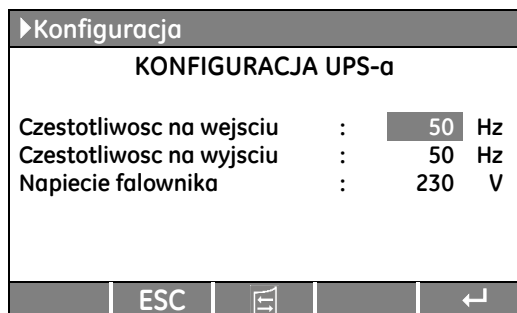 Konfiguracja
KONFIGURACJA UPS-a
Czestotliwosc na wejsciu : 50 Hz
Czestotliwosc na wyjsciu : 50 Hz
Napiecie falownika : 230 V
ESC